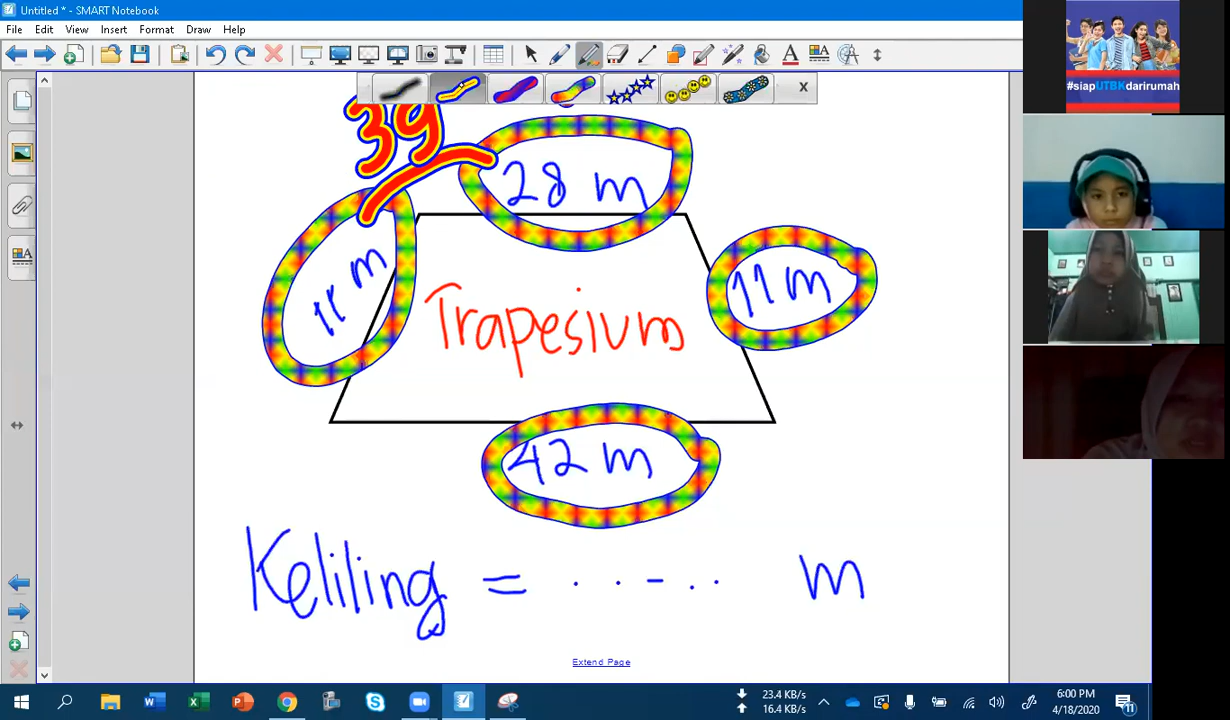 Untitled * - SMART Notebook
File Edit View Insert Format Draw Help
#siapUTBKdarirumah
39
28 m
11 m
11 m
Trapesium
42 m
Keliling = . . - . . m
Extend Page
23.4 KB/s
16.4 KB/s
6:00 PM
4/18/2020